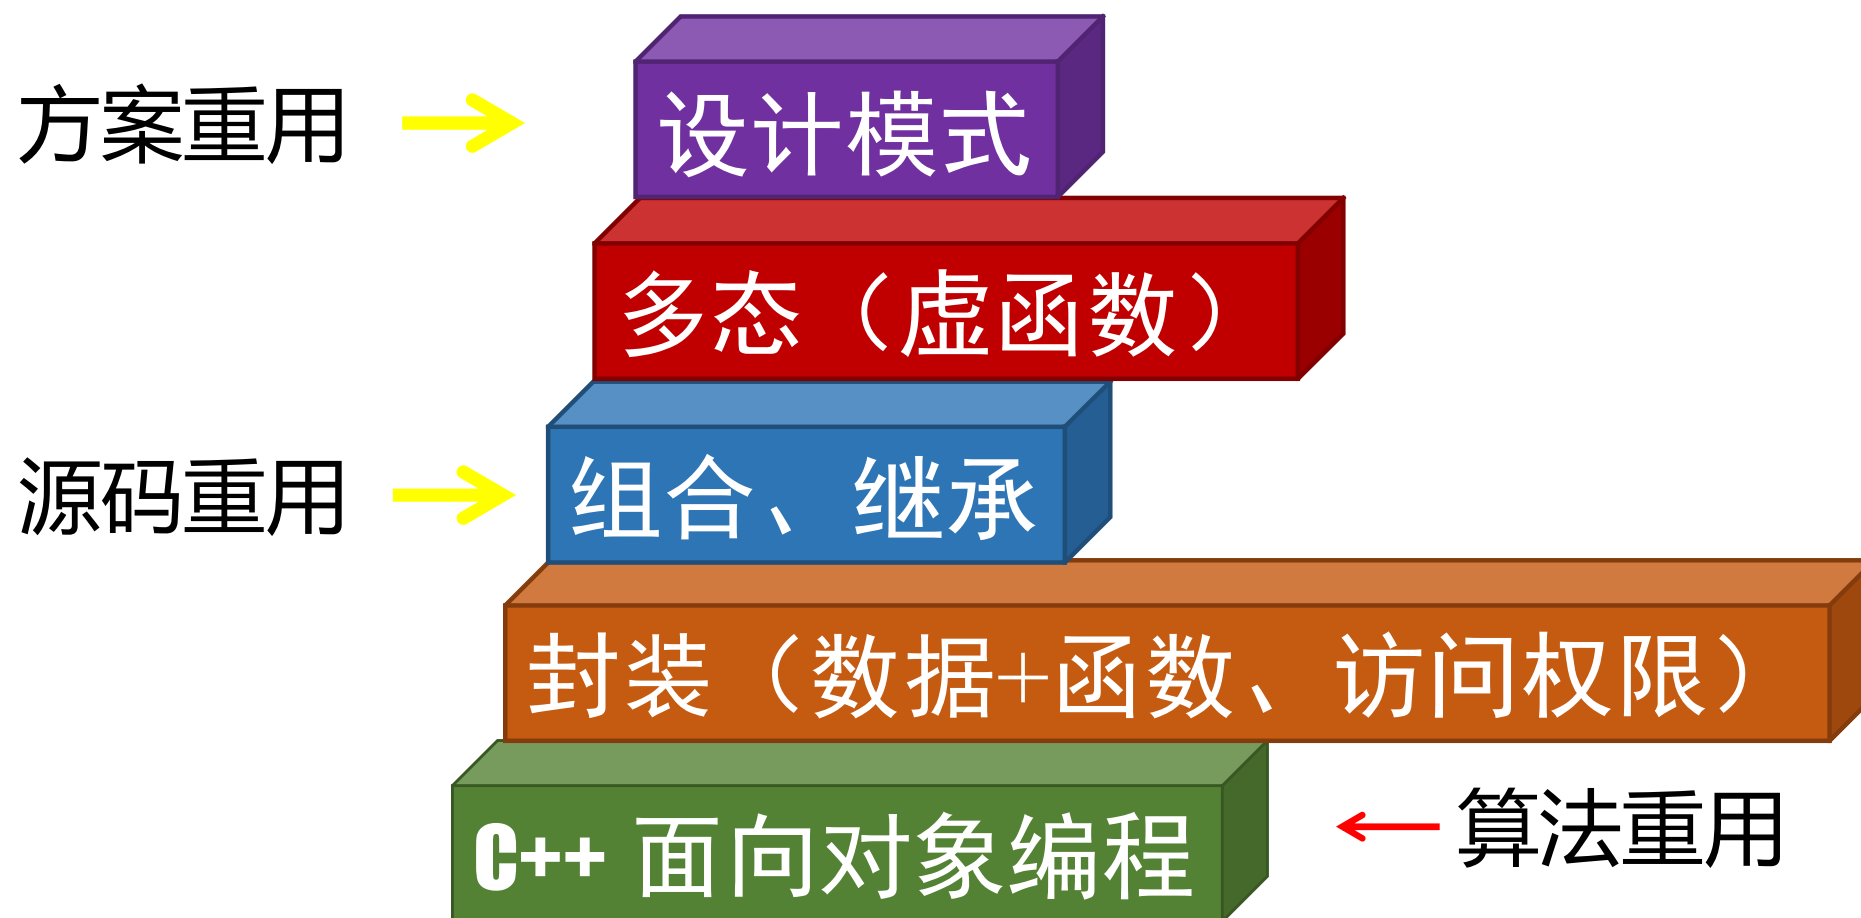 方案重用
设计模式
多态（虚函数）
源码重用
组合、继承
封装（数据+函数、访问权限）
C++ 面向对象编程
算法重用